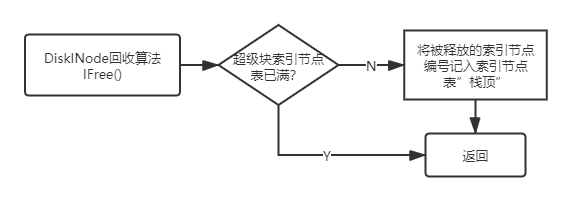 DiskINode回收算法
IFree()
超级块索引节点
表已满?
N
将被释放的索引节点
编号记入索引节点
表”栈顶”
Y
返回